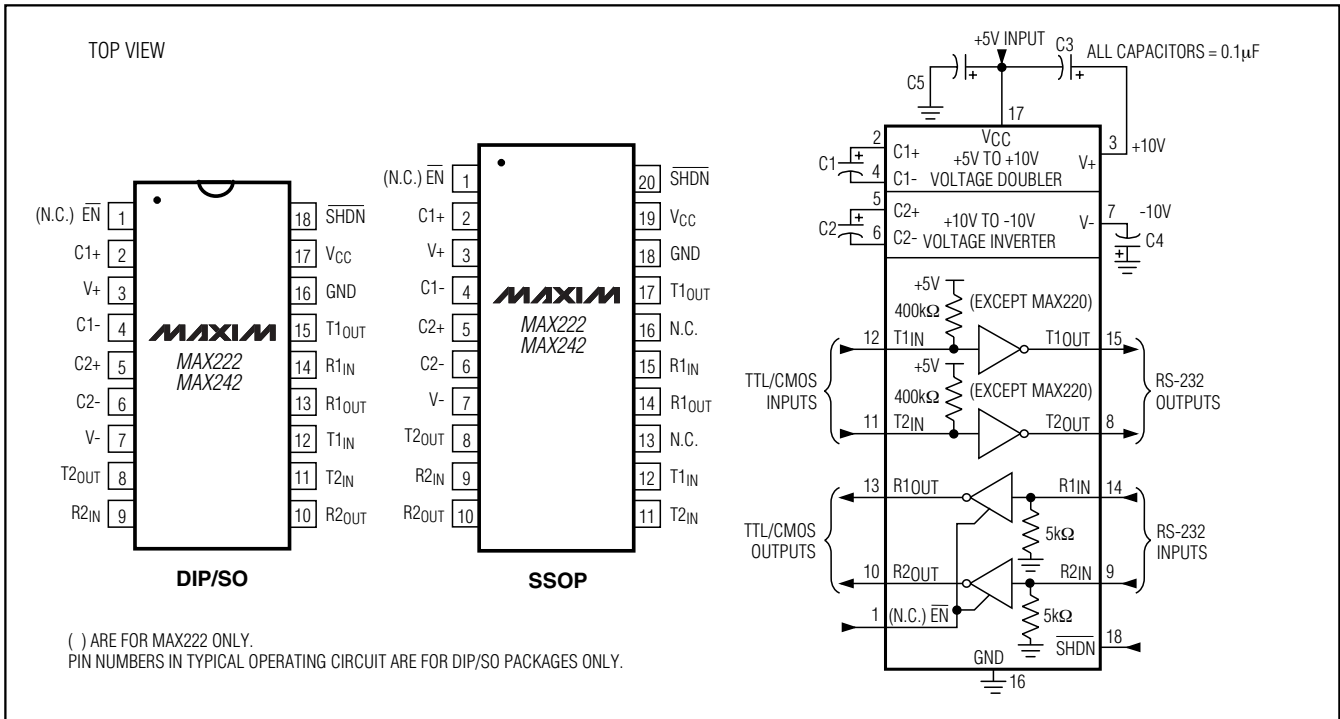 TOP VIEW
(N.C.) EN 1
C1+ 2
V+ 3
C1- 4
C2+ 5
C2- 6
V- 7
T2OUT 8
R2IN 9
18 SHDN
17 VCC
16 GND
15 T1OUT
14 R1IN
13 R1OUT
12 T1IN
11 T2IN
10 R2OUT
MAXIM
MAX222
MAX242
DIP/SO
(N.C.) EN 1
C1+ 2
V+ 3
C1- 4
C2+ 5
C2- 6
V- 7
T2OUT 8
R2IN 9
R2OUT 10
20 SHDN
19 VCC
18 GND
17 T1OUT
16 N.C.
15 R1IN
14 R1OUT
13 N.C.
12 T1IN
11 T2IN
MAXIM
MAX222
MAX242
SSOP
( ) ARE FOR MAX222 ONLY.
PIN NUMBERS IN TYPICAL OPERATING CIRCUIT ARE FOR DIP/SO PACKAGES ONLY.
+5V INPUT
C3
ALL CAPACITORS = 0.1µF
C5
+
+
17
VCC
2 C1+
+5V TO +10V
V+ 3 +10V
C1 +
4 C1-
VOLTAGE DOUBLER
5 C2+
+10V TO -10V
V- 7 -10V
C2 +
6 C2-
VOLTAGE INVERTER
C4
+
+5V
400kΩ
(EXCEPT MAX220)
12 T1IN
T1OUT 15
+5V
TTL/CMOS
INPUTS
400kΩ
(EXCEPT MAX220)
RS-232
OUTPUTS
11 T2IN
T2OUT 8
13 R1OUT
R1IN 14
5kΩ
TTL/CMOS
OUTPUTS
RS-232
INPUTS
10 R2OUT
R2IN 9
5kΩ
1 (N.C.) EN
SHDN 18
GND
16